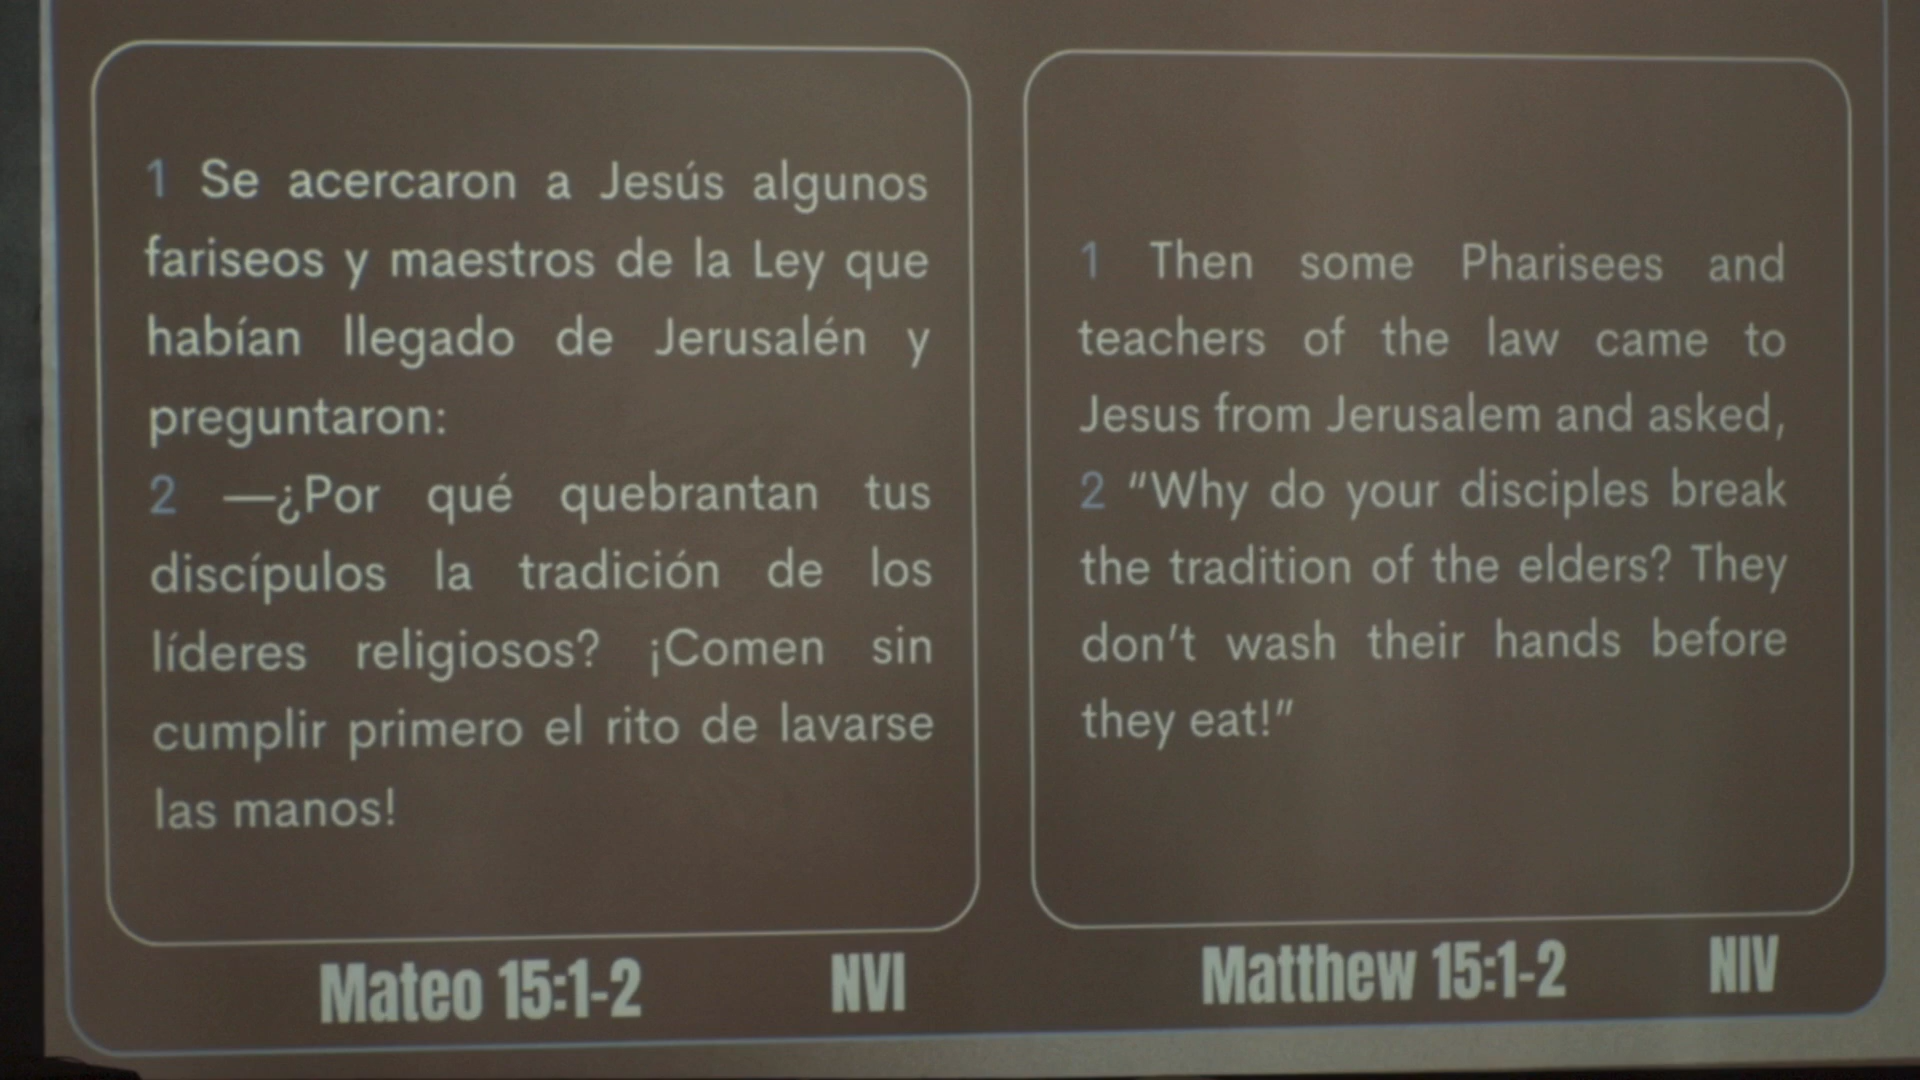 1 Se acercaron a Jesús algunos
fariseos y maestros de la Ley que
habían llegado de Jerusalén y
preguntaron:
2 —¿Por qué quebrantan tus
discípulos la tradición de los
líderes religiosos? ¡Comen sin
cumplir primero el rito de lavarse
las manos!
Mateo 15:1-2 NVI
1 Then some Pharisees and
teachers of the law came to
Jesus from Jerusalem and asked,
2 "Why do your disciples break
the tradition of the elders? They
don't wash their hands before
they eat!"
Matthew 15:1-2 NIV